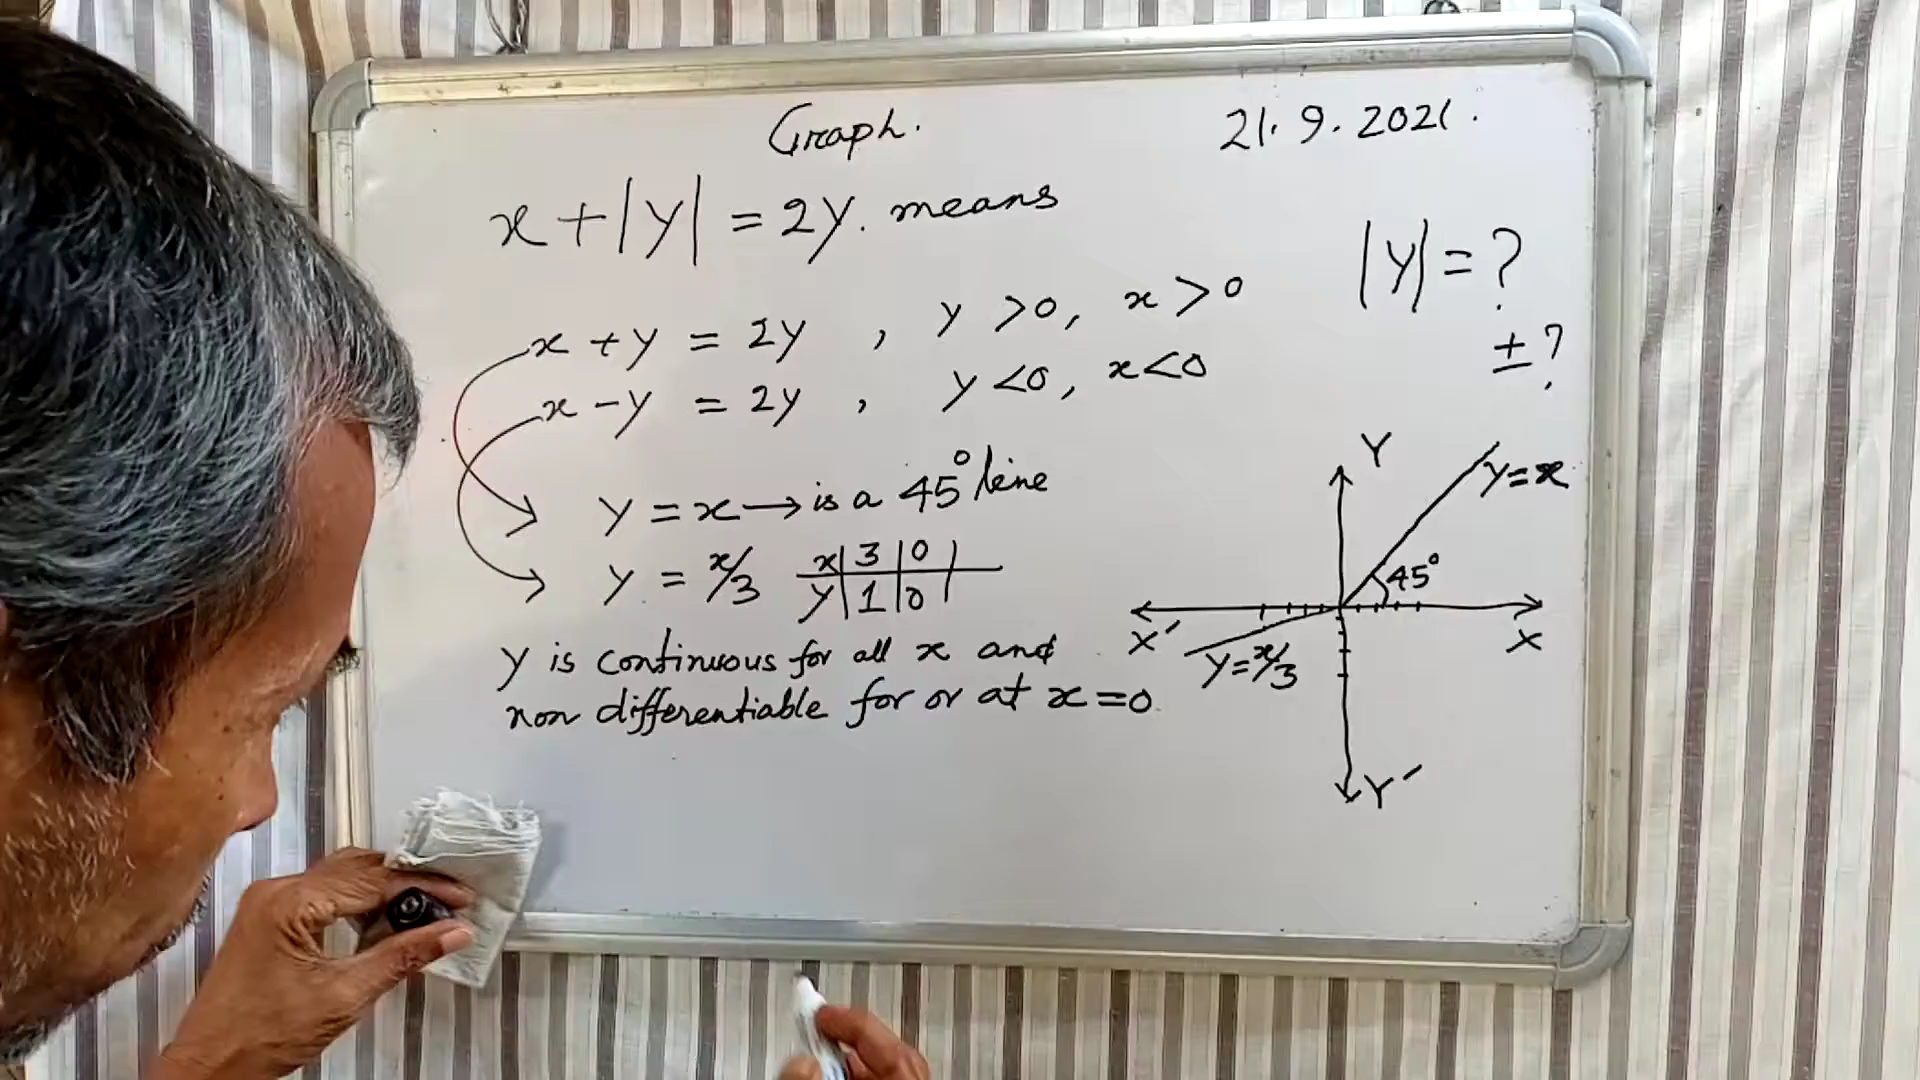 Graph.
21. 9. 2021.
x + |y| = 2y. means
|y| = ?
± ?
x + y = 2y , y > 0, x > 0
x - y = 2y , y < 0, x < 0
y = x → is a 45° line
y = x/3
x | 3 | 0 |
y | 1 | 0 |
y is continuous for all x and
non differentiable for or at x = 0
Y
y = x
45°
X'
X
y = x/3
Y'